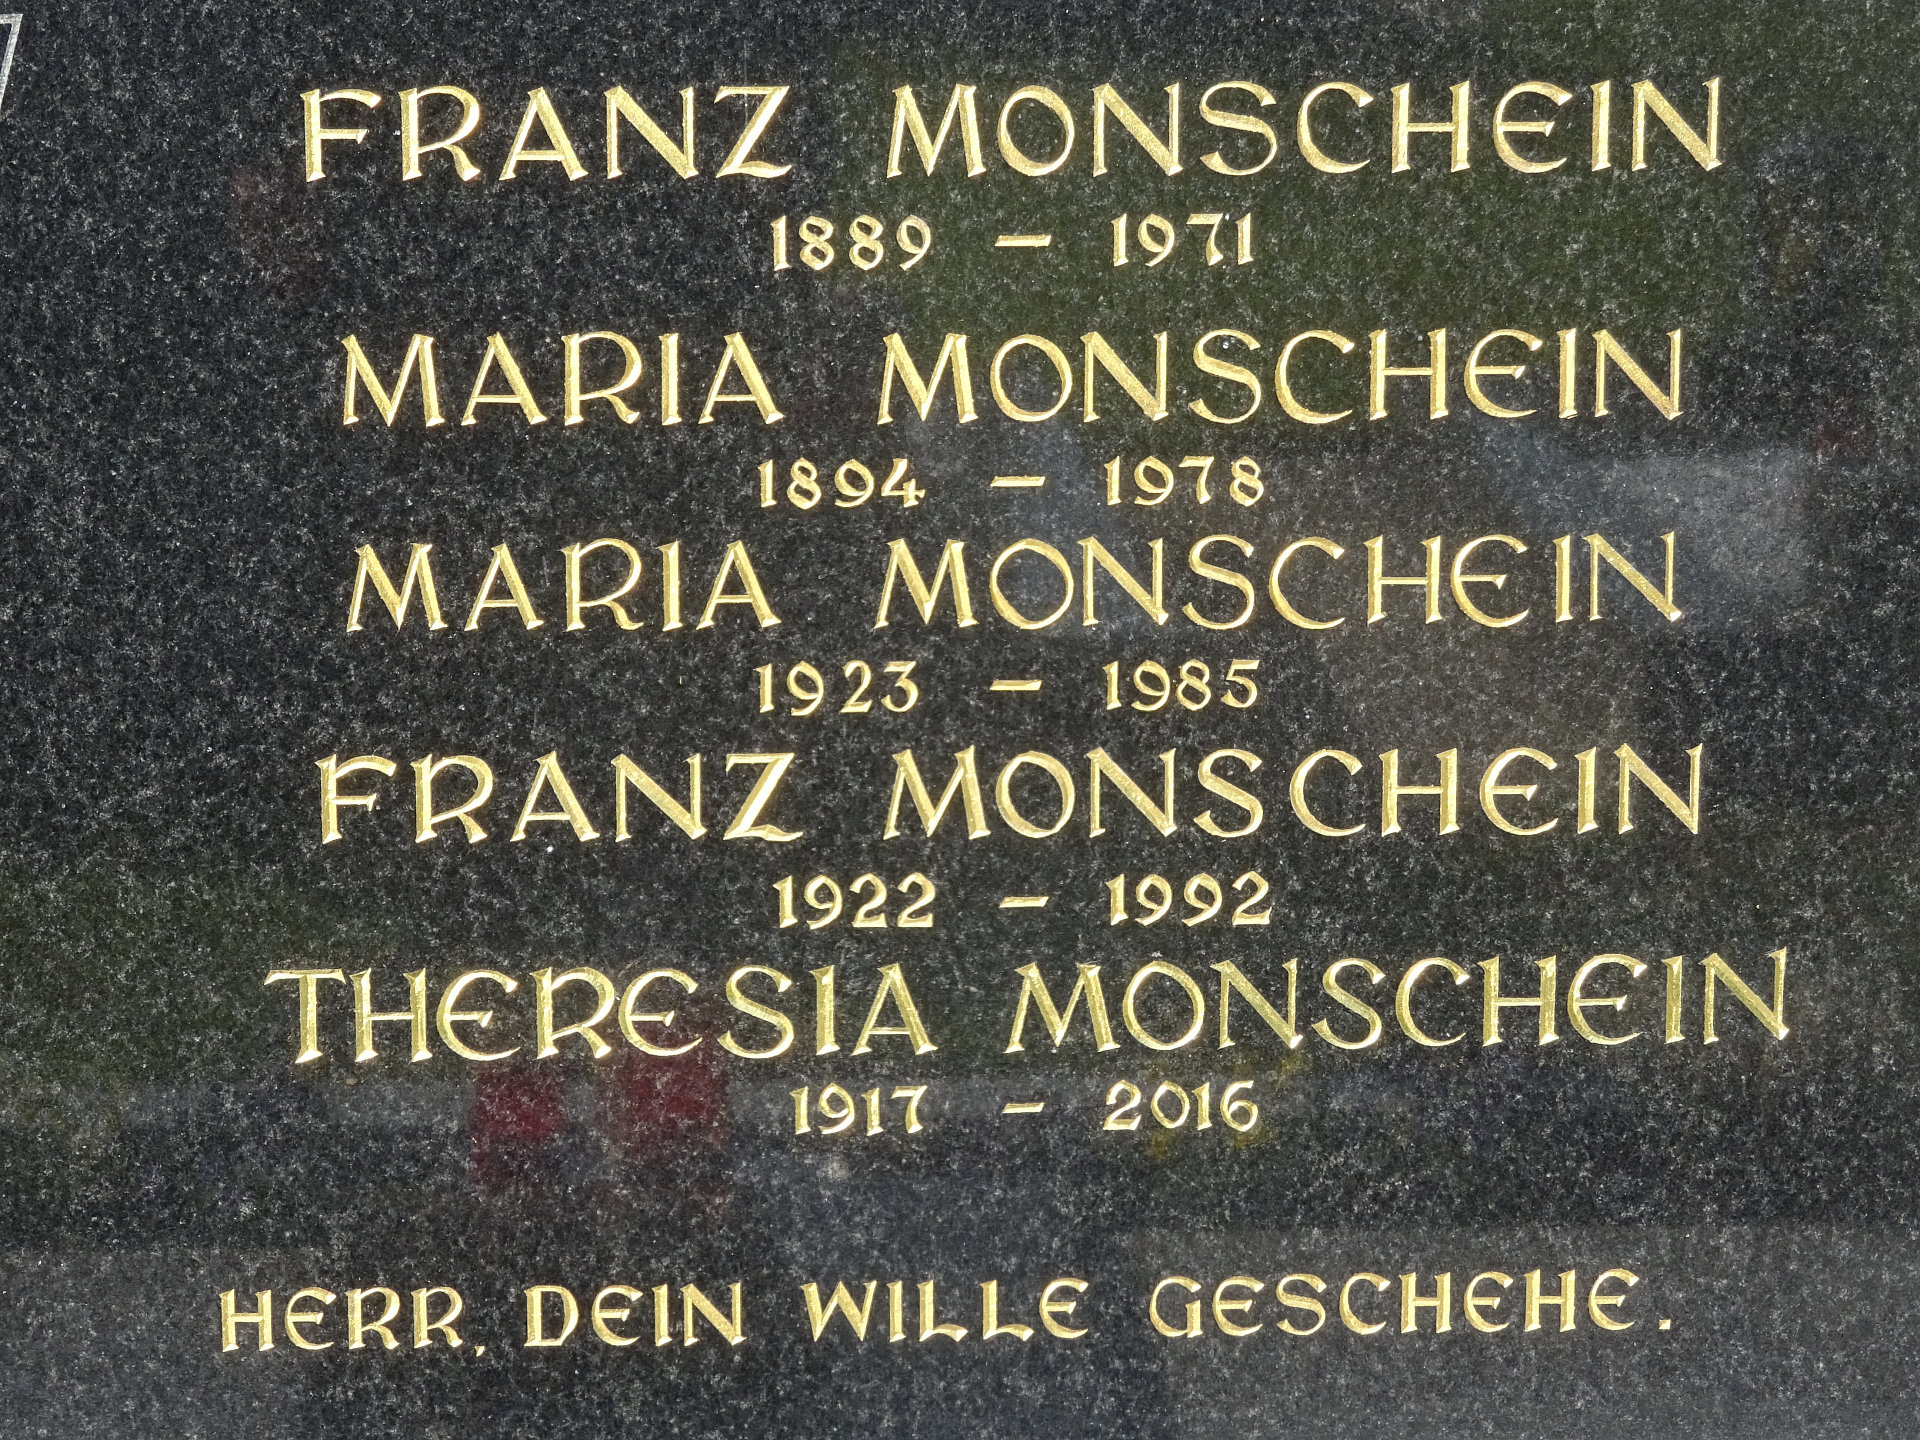 FRANZ MONSCHEIN
1889 – 1971
MARIA MONSCHEIN
1894 – 1978
MARIA MONSCHEIN
1923 – 1985
FRANZ MONSCHEIN
1922 – 1992
THERESIA MONSCHEIN
1917 – 2016
HERR, DEIN WILLE GESCHEHE.